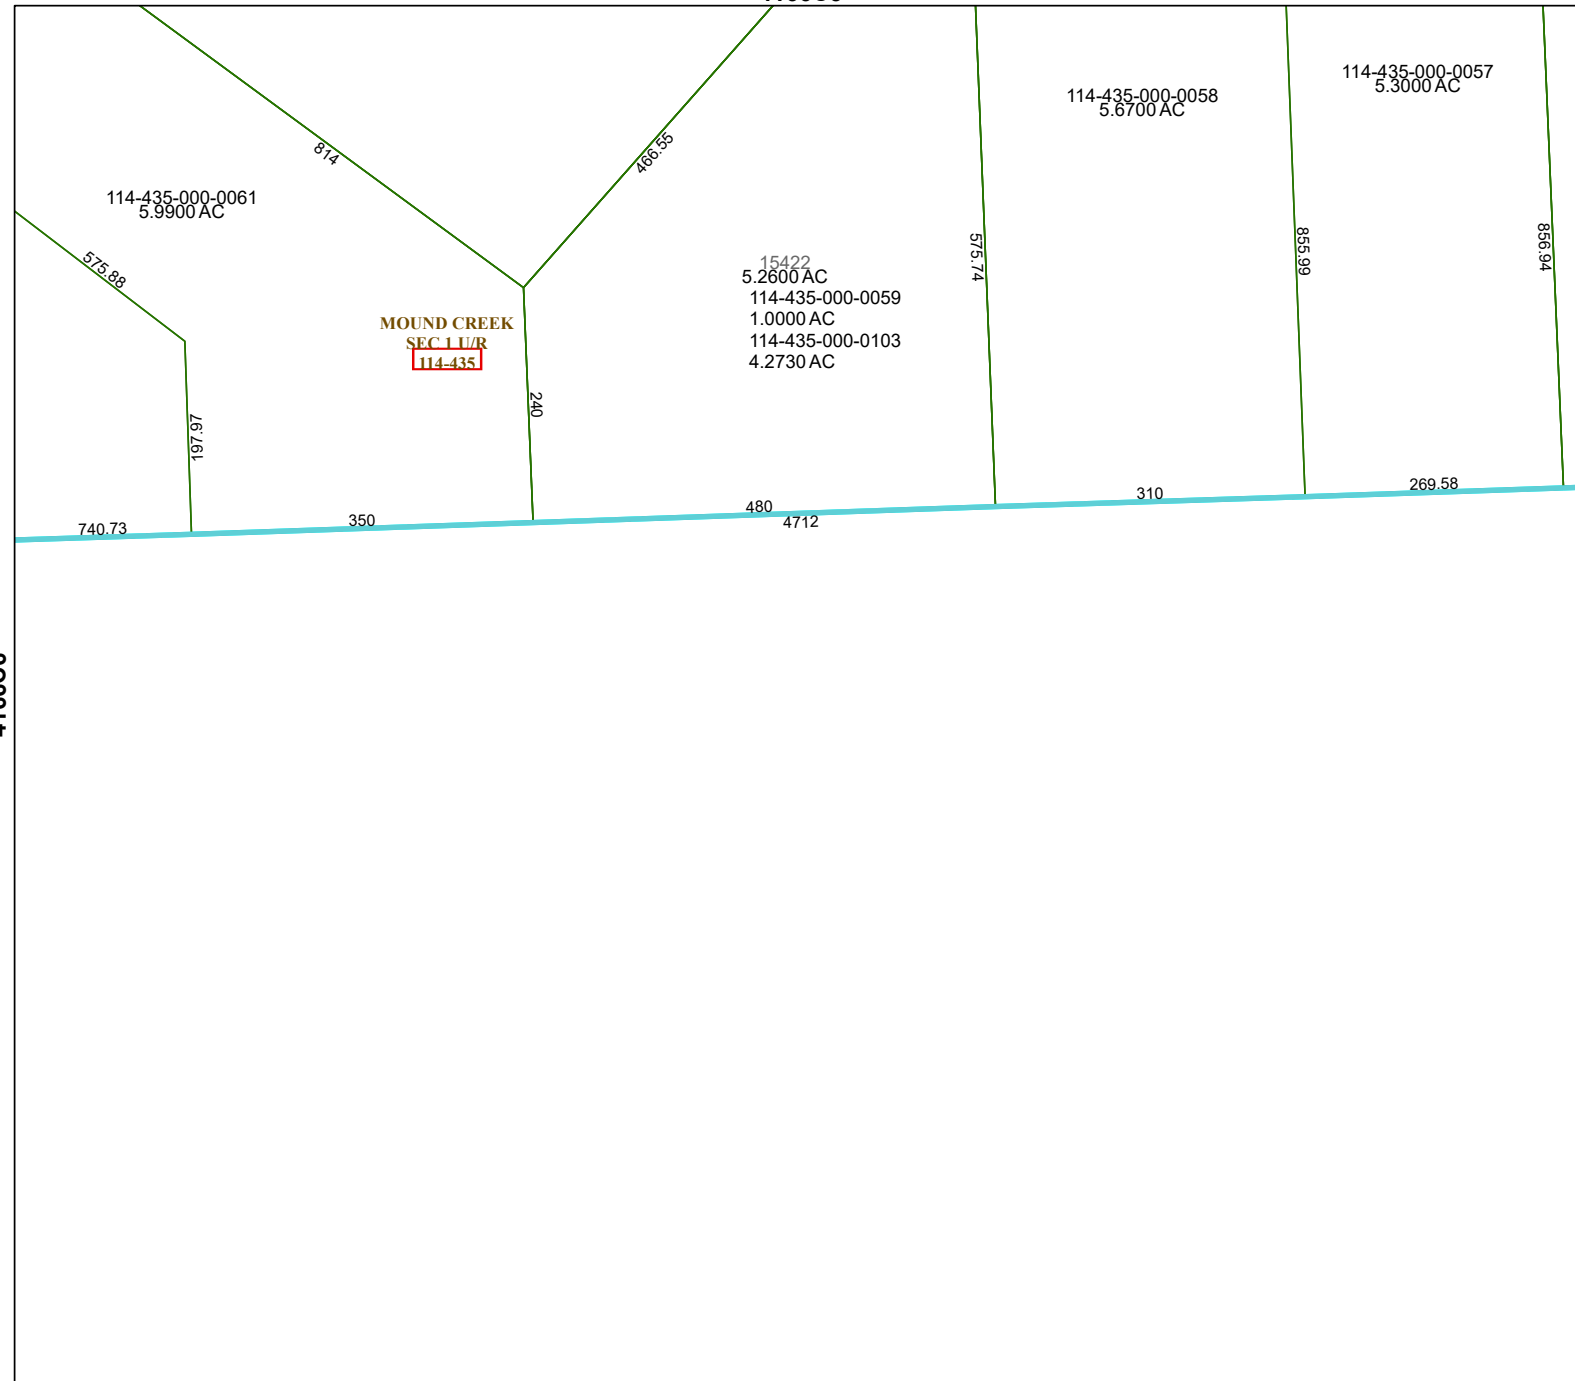 114-435-000-0057
5.3000 AC
114-435-000-0058
5.6700 AC
814
466.55
114-435-000-0061
5.9900 AC
575.88
575.74
855.99
856.94
15422
5.2600 AC
114-435-000-0059
1.0000 AC
114-435-000-0103
4.2730 AC
MOUND CREEK
SEC 1 U/R
114-435
240
197.97
740.73
350
480
4712
310
269.58